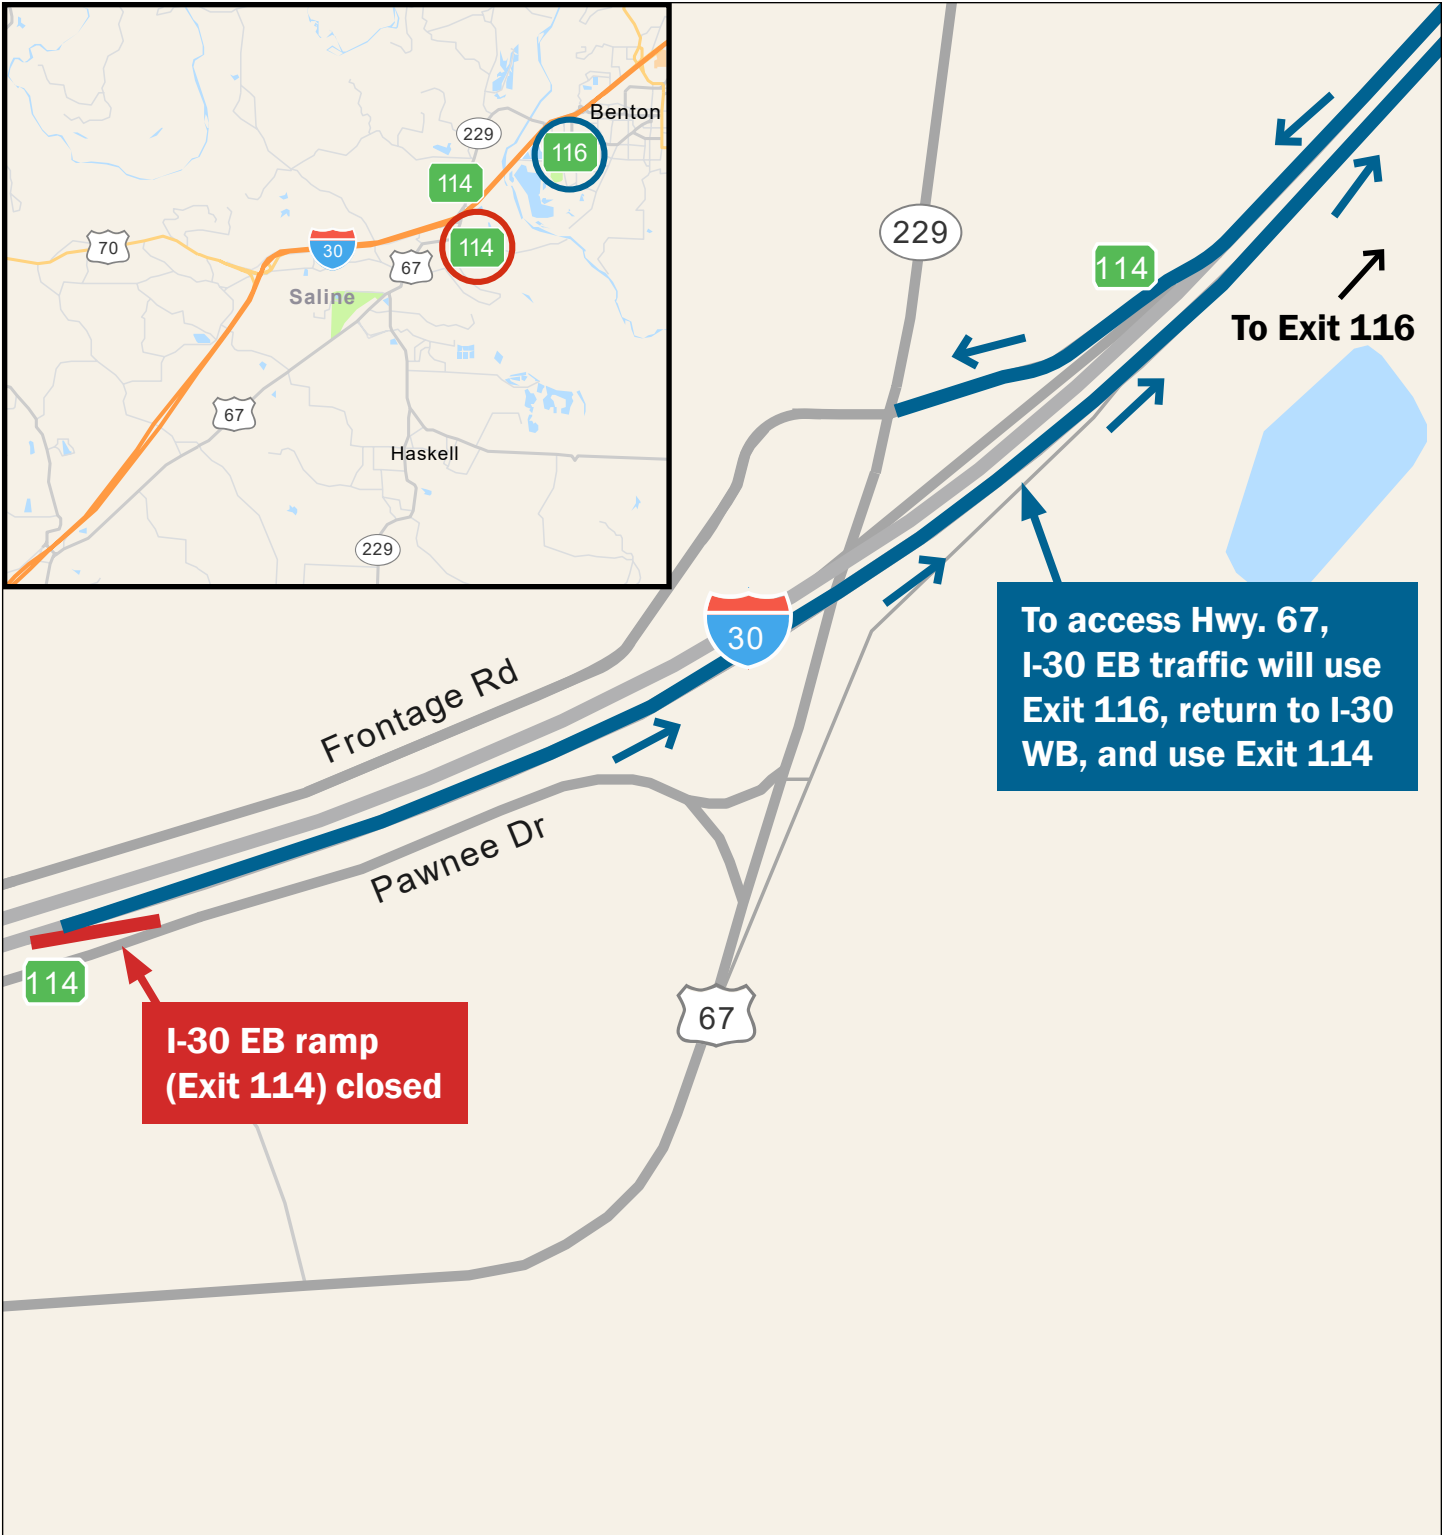 Benton
229
116
114
114
70
30
67
Saline
67
Haskell
229
229
114
To Exit 116
30
To access Hwy. 67,
I-30 EB traffic will use
Exit 116, return to I-30
WB, and use Exit 114
Frontage Rd
Pawnee Dr
114
67
I-30 EB ramp
(Exit 114) closed